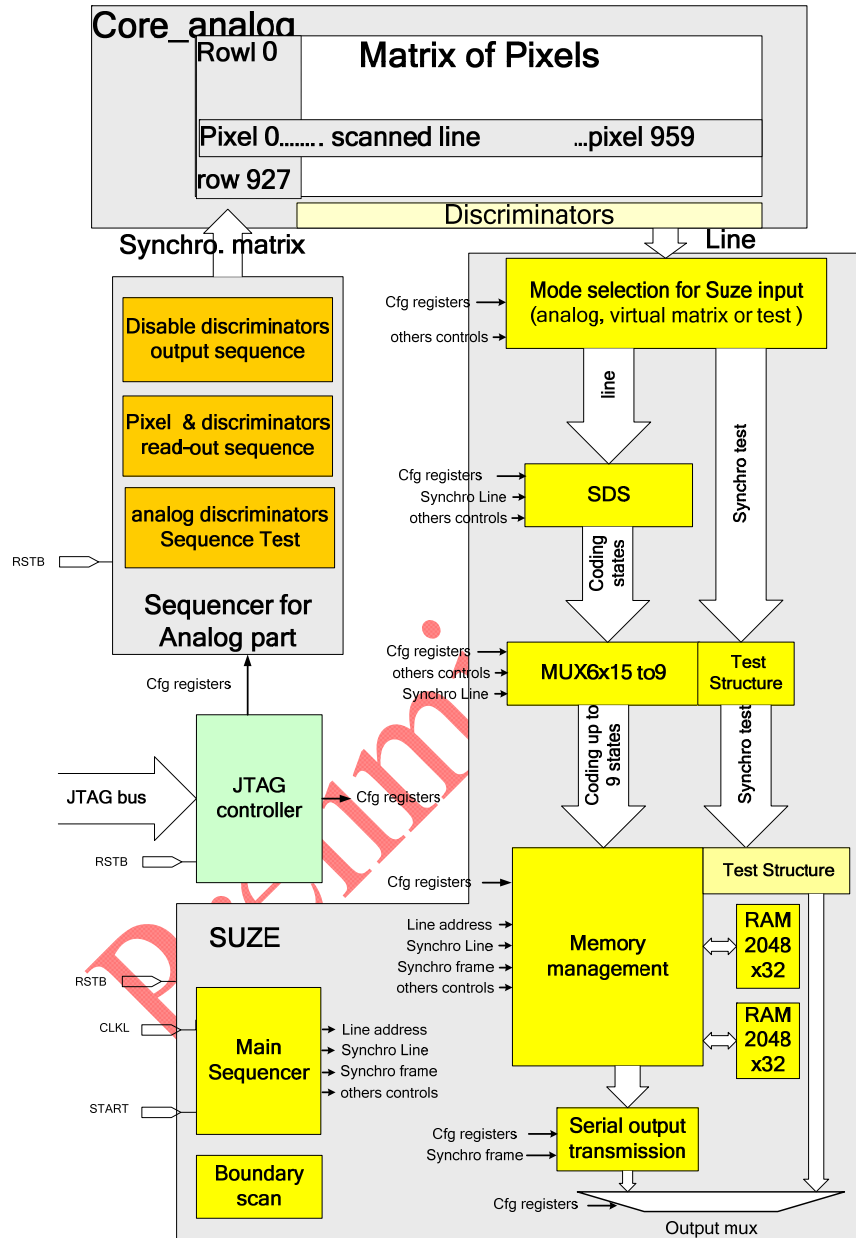 Core_analog
Rowl 0
Matrix of Pixels
Pixel 0........ scanned line ...pixel 959
row 927
Discriminators
Synchro. matrix
Line
Disable discriminators
output sequence
Pixel & discriminators
read-out sequence
analog discriminators
Sequence Test
RSTB
Sequencer for
Analog part
Cfg registers
JTAG bus
JTAG
controller
Cfg registers
RSTB
Mode selection for Suze input
(analog, virtual matrix or test )
Cfg registers
others controls
line
Synchro test
Cfg registers
Synchro Line
others controls
SDS
Coding
states
Cfg registers
others controls
Synchro Line
MUX6x15 to9
Test
Structure
Coding up to
9 states
Synchro test
Cfg registers
Line address
Synchro Line
Synchro frame
others controls
Memory
management
Test Structure
RAM
2048
x32
RAM
2048
x32
SUZE
RSTB
CLKL
START
Main
Sequencer
Line address
Synchro Line
Synchro frame
others controls
Boundary
scan
Cfg registers
Synchro frame
Serial output
transmission
Cfg registers
Output mux